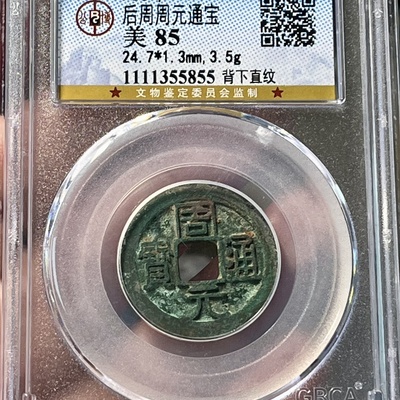 后周周元通宝
美 85
24.7*1.3mm,3.5g
1111355855 背下直纹
★ 文物鉴定委员会监制 ★
周
寶 通
元
GBCA